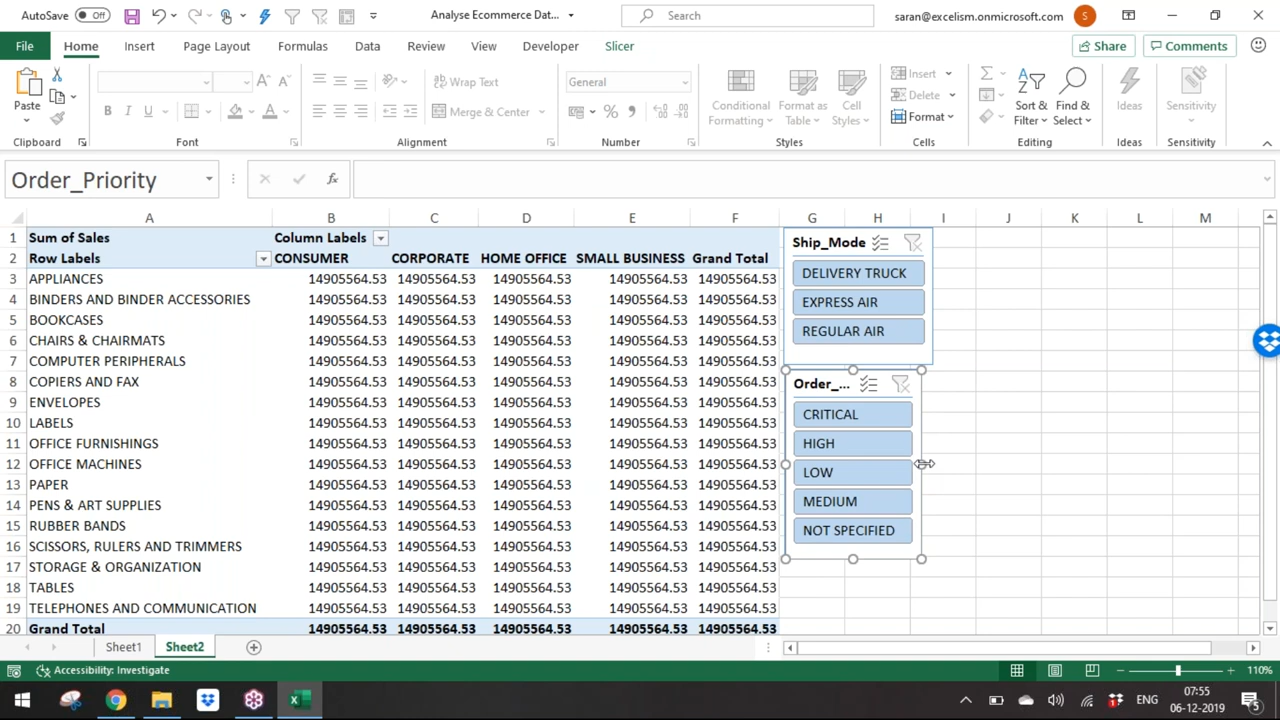 AutoSave Off Analyse Ecommerce Dat... Search saran@excelism.onmicrosoft.com S
File Home Insert Page Layout Formulas Data Review View Developer Slicer Share Comments
Paste
B I U A A A
Wrap Text
Merge & Center
General
% ,
Conditional Formatting
Format as Table
Cell Styles
Insert
Delete
Format
Sort & Filter
Find & Select
Ideas
Sensitivity
Clipboard Font Alignment Number Styles Cells Editing Ideas Sensitivity
Order_Priority fx
A B C D E F G H I J K L M
1 Sum of Sales Column Labels
2 Row Labels CONSUMER CORPORATE HOME OFFICE SMALL BUSINESS Grand Total
3 APPLIANCES 14905564.53 14905564.53 14905564.53 14905564.53 14905564.53
4 BINDERS AND BINDER ACCESSORIES 14905564.53 14905564.53 14905564.53 14905564.53 14905564.53
5 BOOKCASES 14905564.53 14905564.53 14905564.53 14905564.53 14905564.53
6 CHAIRS & CHAIRMATS 14905564.53 14905564.53 14905564.53 14905564.53 14905564.53
7 COMPUTER PERIPHERALS 14905564.53 14905564.53 14905564.53 14905564.53 14905564.53
8 COPIERS AND FAX 14905564.53 14905564.53 14905564.53 14905564.53 14905564.53
9 ENVELOPES 14905564.53 14905564.53 14905564.53 14905564.53 14905564.53
10 LABELS 14905564.53 14905564.53 14905564.53 14905564.53 14905564.53
11 OFFICE FURNISHINGS 14905564.53 14905564.53 14905564.53 14905564.53 14905564.53
12 OFFICE MACHINES 14905564.53 14905564.53 14905564.53 14905564.53 14905564.53
13 PAPER 14905564.53 14905564.53 14905564.53 14905564.53 14905564.53
14 PENS & ART SUPPLIES 14905564.53 14905564.53 14905564.53 14905564.53 14905564.53
15 RUBBER BANDS 14905564.53 14905564.53 14905564.53 14905564.53 14905564.53
16 SCISSORS, RULERS AND TRIMMERS 14905564.53 14905564.53 14905564.53 14905564.53 14905564.53
17 STORAGE & ORGANIZATION 14905564.53 14905564.53 14905564.53 14905564.53 14905564.53
18 TABLES 14905564.53 14905564.53 14905564.53 14905564.53 14905564.53
19 TELEPHONES AND COMMUNICATION 14905564.53 14905564.53 14905564.53 14905564.53 14905564.53
20 Grand Total 14905564.53 14905564.53 14905564.53 14905564.53 14905564.53
Ship_Mode
DELIVERY TRUCK
EXPRESS AIR
REGULAR AIR
Order_...
CRITICAL
HIGH
LOW
MEDIUM
NOT SPECIFIED
Sheet1 Sheet2
Accessibility: Investigate 110%
ENG 07:55
06-12-2019 5